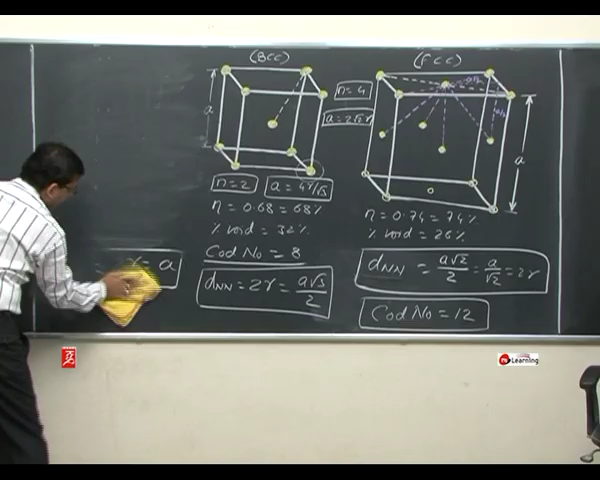 (BCC)
a
n=2
a = 4r/√3
η = 0.68 = 68%
% void = 32%
Cod No = 8
dNN = 2r = a√3/2
(FCC)
n=4
a=2√2r
a
η = 0.74 = 74%
% void = 26%
dNN = a√2/2 = a/√2 = 2r
Cod No = 12
= a
Learning